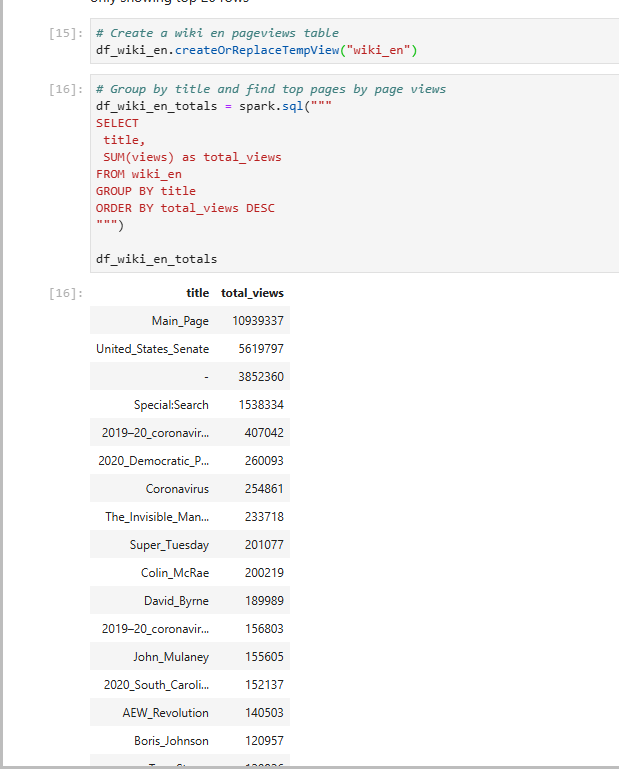 only showing top 20 rows
[15]:
# Create a wiki en pageviews table
df_wiki_en.createOrReplaceTempView("wiki_en")
[16]:
# Group by title and find top pages by page views
df_wiki_en_totals = spark.sql("""
SELECT
 title,
 SUM(views) as total_views
FROM wiki_en
GROUP BY title
ORDER BY total_views DESC
""")
df_wiki_en_totals
[16]:
title total_views
Main_Page 10939337
United_States_Senate 5619797
- 3852360
Special:Search 1538334
2019–20_coronavir... 407042
2020_Democratic_P... 260093
Coronavirus 254861
The_Invisible_Man... 233718
Super_Tuesday 201077
Colin_McRae 200219
David_Byrne 189989
2019–20_coronavir... 156803
John_Mulaney 155605
2020_South_Caroli... 152137
AEW_Revolution 140503
Boris_Johnson 120957